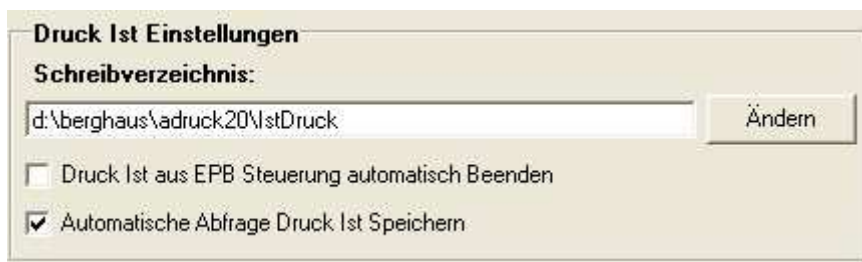 Druck Ist Einstellungen
Schreibverzeichnis:
d:\berghaus\adruck20\IstDruck
Ändern
Druck Ist aus EPB Steuerung automatisch Beenden
Automatische Abfrage Druck Ist Speichern